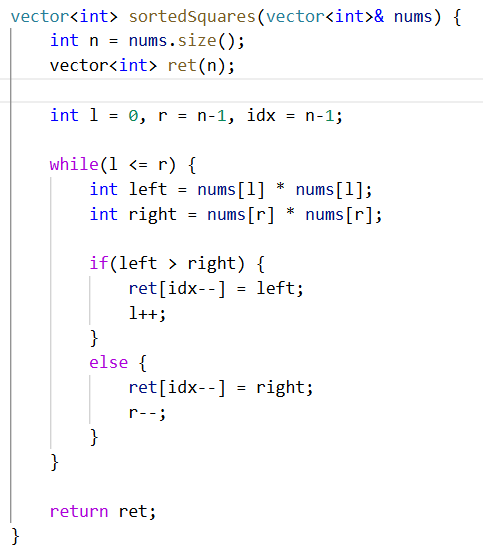 vector<int> sortedSquares(vector<int>& nums) {
    int n = nums.size();
    vector<int> ret(n);

    int l = 0, r = n-1, idx = n-1;

    while(l <= r) {
        int left = nums[l] * nums[l];
        int right = nums[r] * nums[r];

        if(left > right) {
            ret[idx--] = left;
            l++;
        }
        else {
            ret[idx--] = right;
            r--;
        }
    }

    return ret;
}